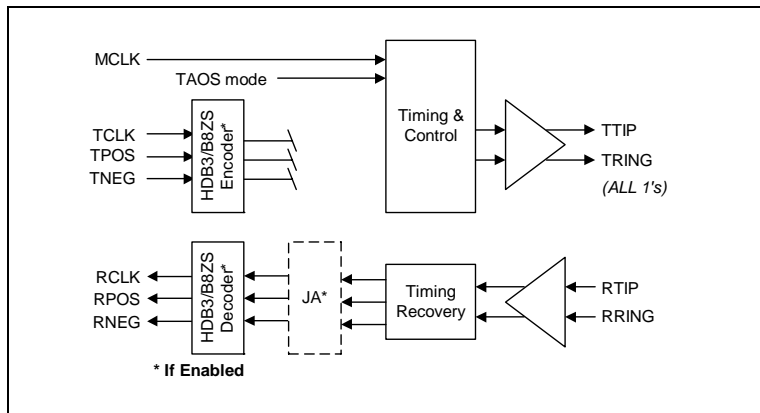 MCLK
TAOS mode
TCLK
TPOS
TNEG
HDB3/B8ZS
Encoder*
Timing &
Control
TTIP
TRING
(ALL 1's)
RCLK
RPOS
RNEG
HDB3/B8ZS
Decoder*
JA*
Timing
Recovery
RTIP
RRING
* If Enabled